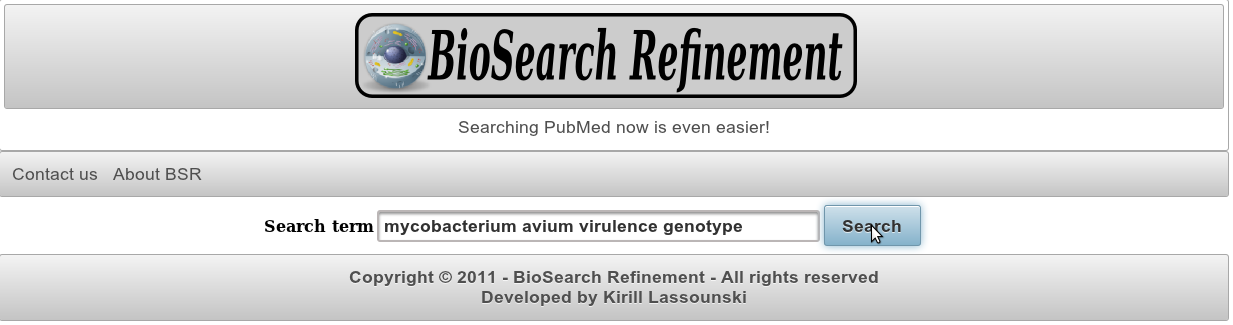 BioSearch Refinement
Searching PubMed now is even easier!
Contact us About BSR
Search term mycobacterium avium virulence genotype Search
Copyright © 2011 - BioSearch Refinement - All rights reserved
Developed by Kirill Lassounski